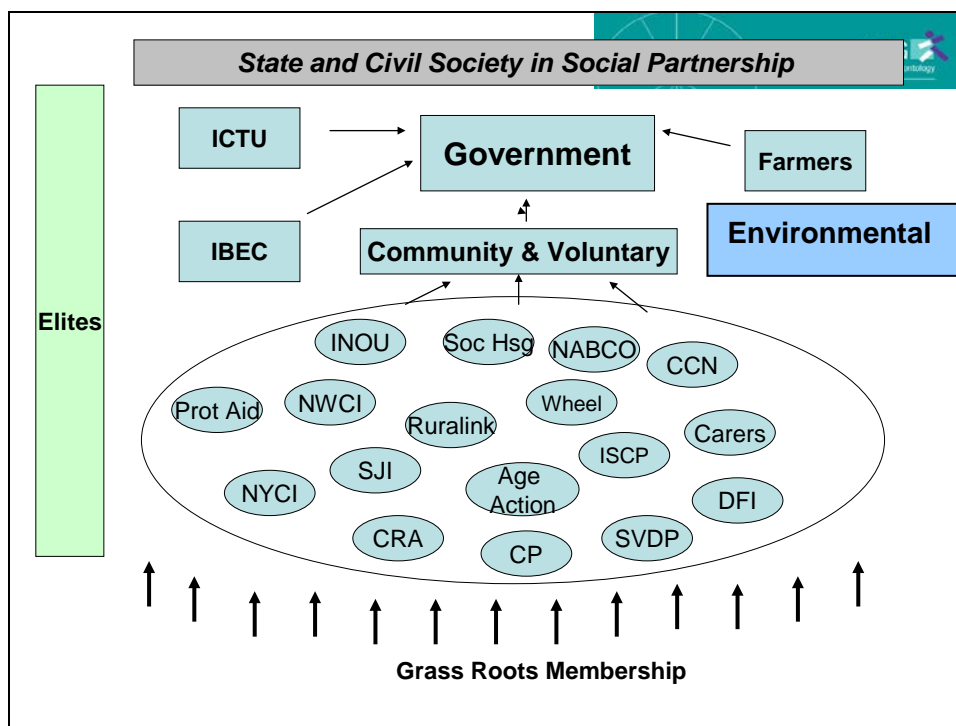 State and Civil Society in Social Partnership
ICTU
Government
Farmers
IBEC
Community & Voluntary
Environmental
Elites
INOU
Soc Hsg
NABCO
CCN
Prot Aid
NWCI
Ruralink
Wheel
Carers
ISCP
SJI
NYCI
Age
Action
DFI
CRA
CP
SVDP
Grass Roots Membership